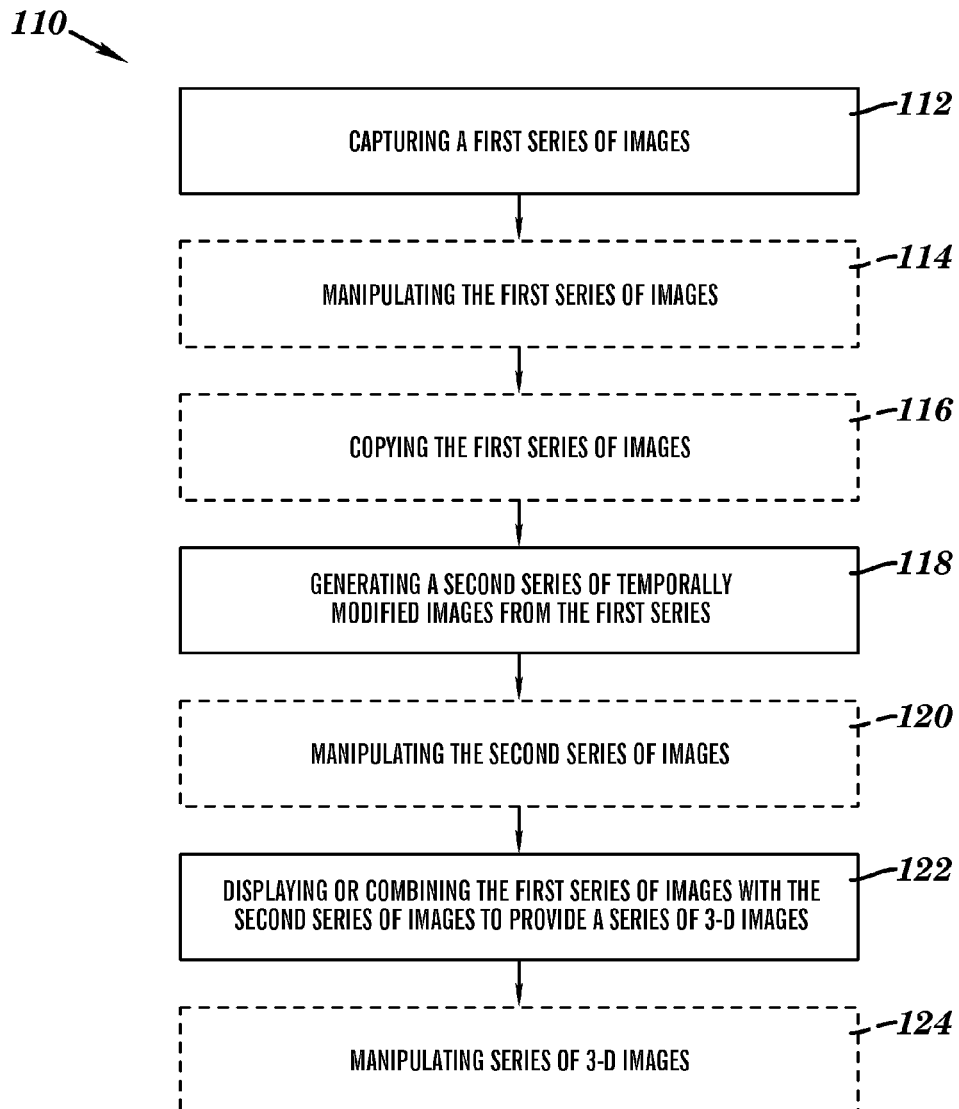 110
CAPTURING A FIRST SERIES OF IMAGES
112
MANIPULATING THE FIRST SERIES OF IMAGES
114
COPYING THE FIRST SERIES OF IMAGES
116
GENERATING A SECOND SERIES OF TEMPORALLY
MODIFIED IMAGES FROM THE FIRST SERIES
118
MANIPULATING THE SECOND SERIES OF IMAGES
120
DISPLAYING OR COMBINING THE FIRST SERIES OF IMAGES WITH THE
SECOND SERIES OF IMAGES TO PROVIDE A SERIES OF 3-D IMAGES
122
MANIPULATING SERIES OF 3-D IMAGES
124